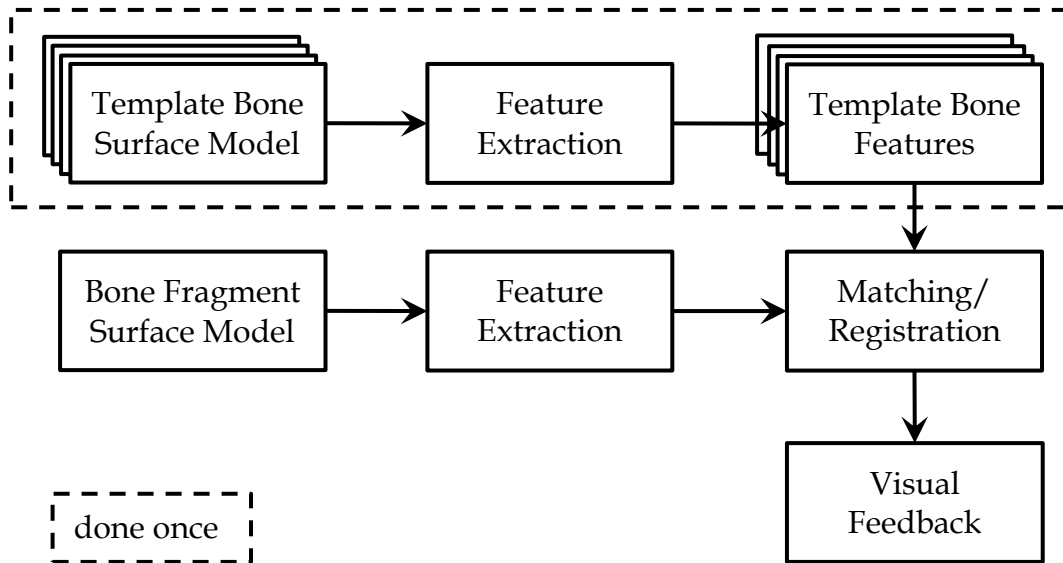 Template Bone
Surface Model
Feature
Extraction
Template Bone
Features
Bone Fragment
Surface Model
Feature
Extraction
Matching/
Registration
Visual
Feedback
done once